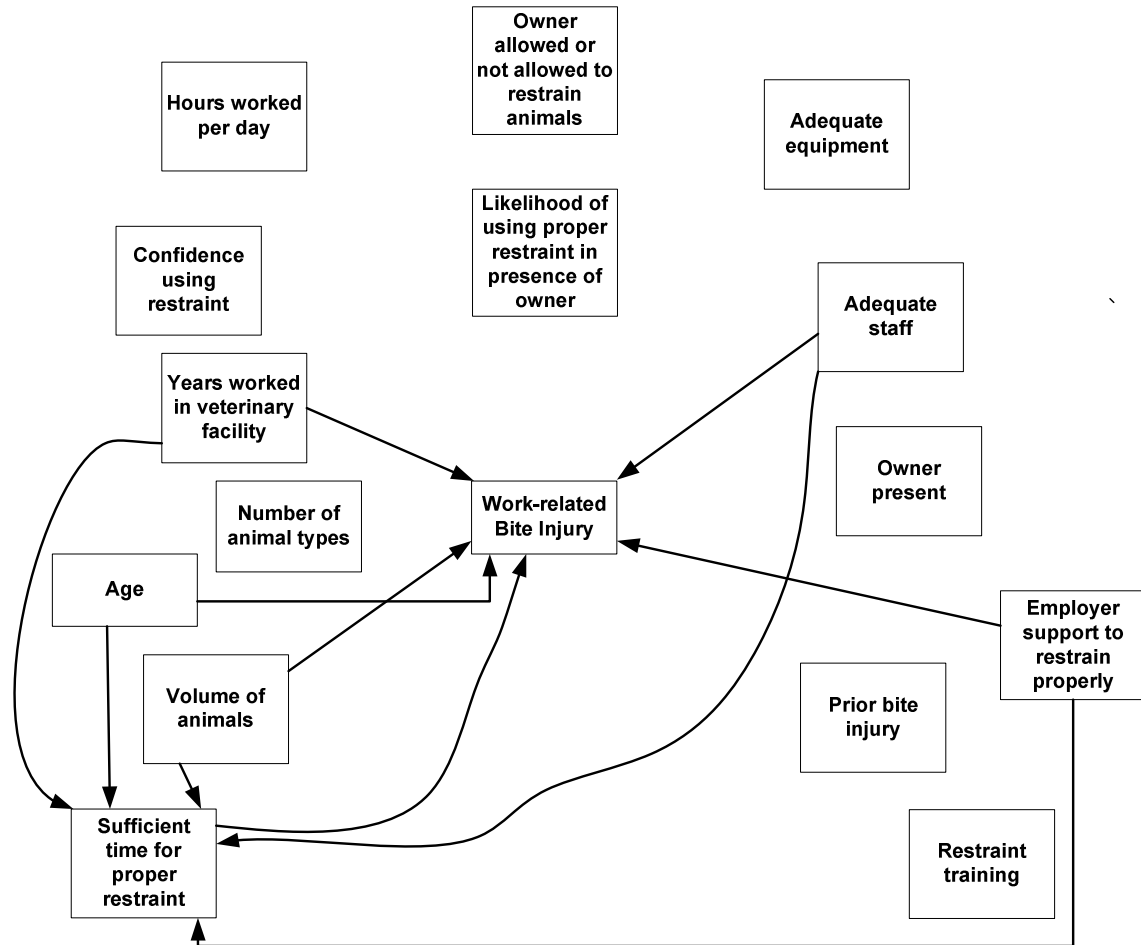 Owner
allowed or
not allowed to
restrain
animals
Hours worked
per day
Adequate
equipment
Likelihood of
using proper
restraint in
presence of
owner
Confidence
using
restraint
Adequate
staff
`
Years worked
in veterinary
facility
Owner
present
Number of
animal types
Work-related
Bite Injury
Age
Employer
support to
restrain
properly
Volume of
animals
Prior bite
injury
Sufficient
time for
proper
restraint
Restraint
training